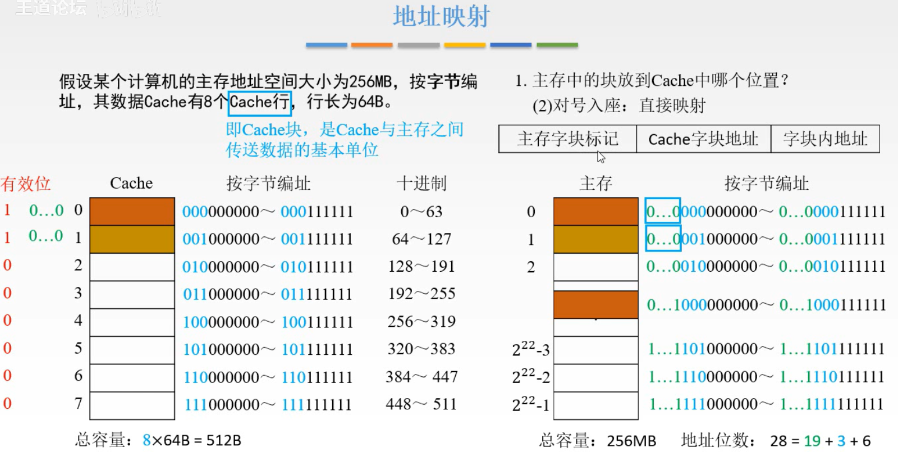 王道论坛
地址映射
假设某个计算机的主存地址空间大小为256MB，按字节编
址，其数据Cache有8个Cache行，行长为64B。
即Cache块，是Cache与主存之间
传送数据的基本单位
1. 主存中的块放到Cache中哪个位置？
(2)对号入座：直接映射
主存字块标记 Cache字块地址 字块内地址
有效位 Cache 按字节编址 十进制
1 0…0 0 000000000～000111111 0～63
1 0…0 1 001000000～001111111 64～127
0 2 010000000～010111111 128～191
0 3 011000000～011111111 192～255
0 4 100000000～100111111 256～319
0 5 101000000～101111111 320～383
0 6 110000000～110111111 384～447
0 7 111000000～111111111 448～511
总容量：8×64B = 512B
主存 按字节编址
0 0…0000000000～0…0000111111
1 0…0001000000～0…0001111111
2 0…0010000000～0…0010111111
0…1000000000～0…1000111111
2²²-3 1…1101000000～1…1101111111
2²²-2 1…1110000000～1…1110111111
2²²-1 1…1111000000～1…1111111111
总容量：256MB 地址位数：28 = 19 + 3 + 6